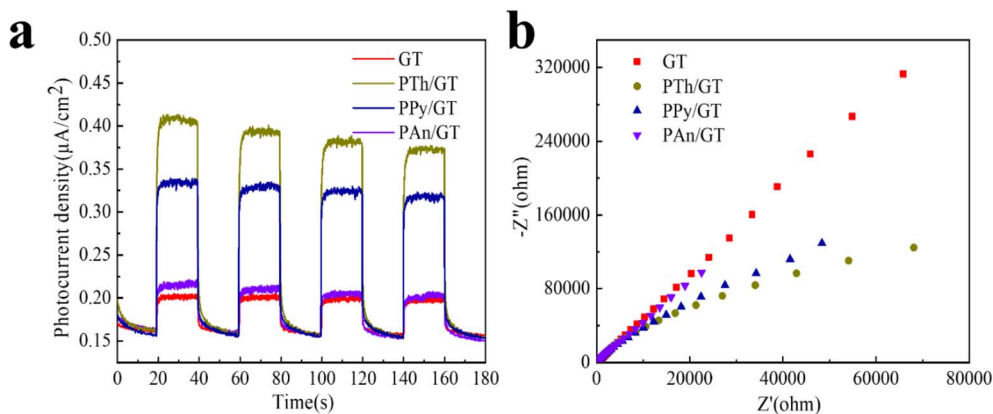 a
Photocurrent density(μA/cm²)
0.50
0.45
0.40
0.35
0.30
0.25
0.20
0.15
GT
PTh/GT
PPy/GT
PAn/GT
0 20 40 60 80 100 120 140 160 180
Time(s)
b
-Z"(ohm)
320000
240000
160000
80000
0
GT
PTh/GT
PPy/GT
PAn/GT
0 20000 40000 60000 80000
Z'(ohm)